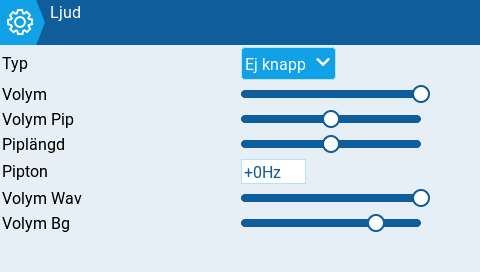 Ljud
Typ Ej knapp
Volym
Volym Pip
Piplängd
Pipton +0Hz
Volym Wav
Volym Bg